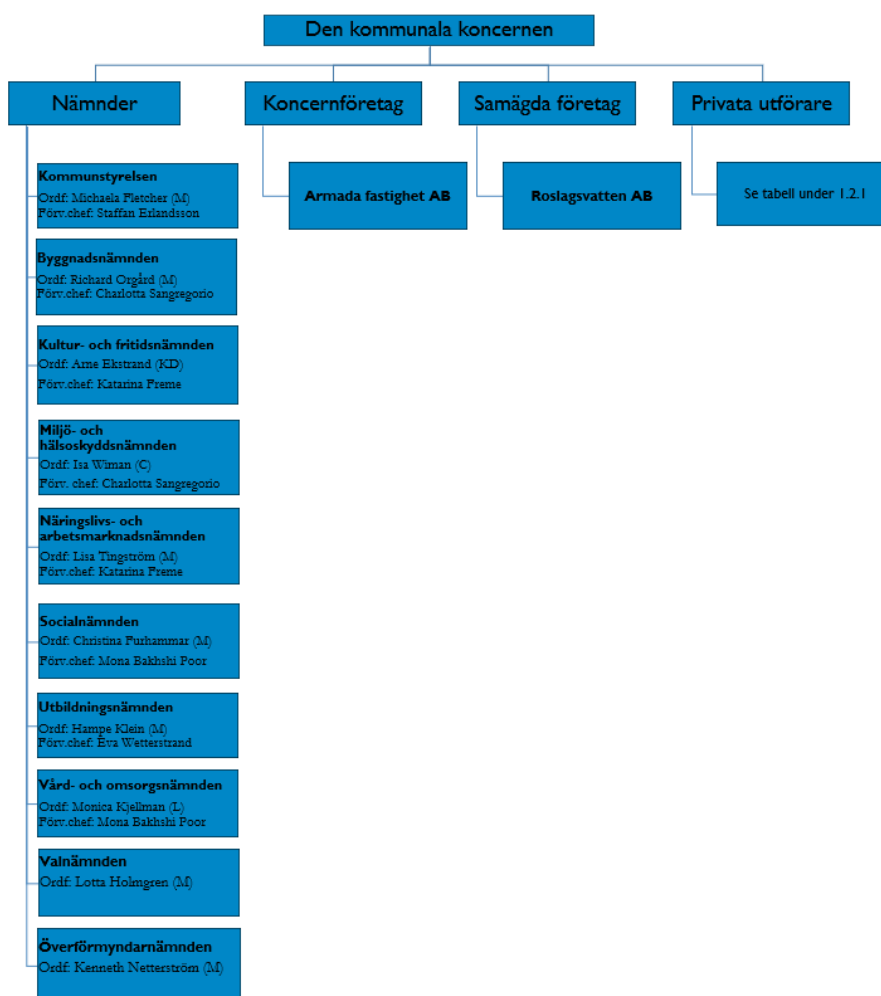 Den kommunala koncernen
Nämnder
Koncernföretag
Samägda företag
Privata utförare
Kommunstyrelsen
Ordf: Michaela Fletcher (M)
Förv.chef: Staffan Erlandsson
Armada fastighet AB
Roslagsvatten AB
Se tabell under 1.2.1
Byggnadsnämnden
Ordf: Richard Orgård (M)
Förv.chef: Charlotta Sangregorio
Kultur- och fritidsnämnden
Ordf: Arne Ekstrand (KD)
Förv.chef: Katarina Freme
Miljö- och
hälsoskyddsnämnden
Ordf: Isa Wiman (C)
Förv. chef: Charlotta Sangregorio
Näringslivs- och
arbetsmarknadsnämnden
Ordf: Lisa Tingström (M)
Förv.chef: Katarina Freme
Socialnämnden
Ordf: Christina Furhammar (M)
Förv.chef: Mona Bakhshi Poor
Utbildningsnämnden
Ordf: Hampe Klein (M)
Förv.chef: Eva Wetterstrand
Vård- och omsorgsnämnden
Ordf: Monica Kjellman (L)
Förv.chef: Mona Bakhshi Poor
Valnämnden
Ordf: Lotta Holmgren (M)
Överförmyndarnämnden
Ordf: Kenneth Netterström (M)